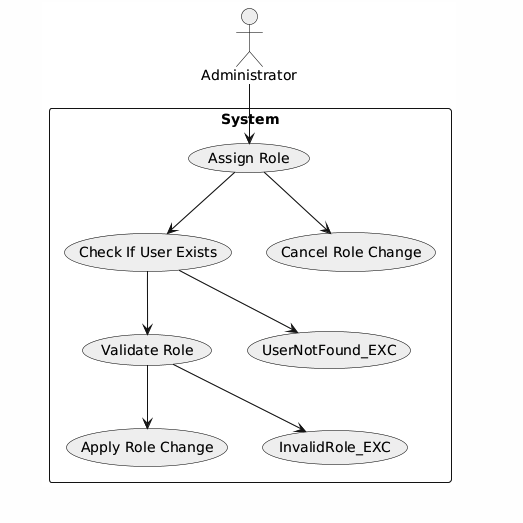 Administrator
System
Assign Role
Check If User Exists
Cancel Role Change
Validate Role
UserNotFound_EXC
Apply Role Change
InvalidRole_EXC